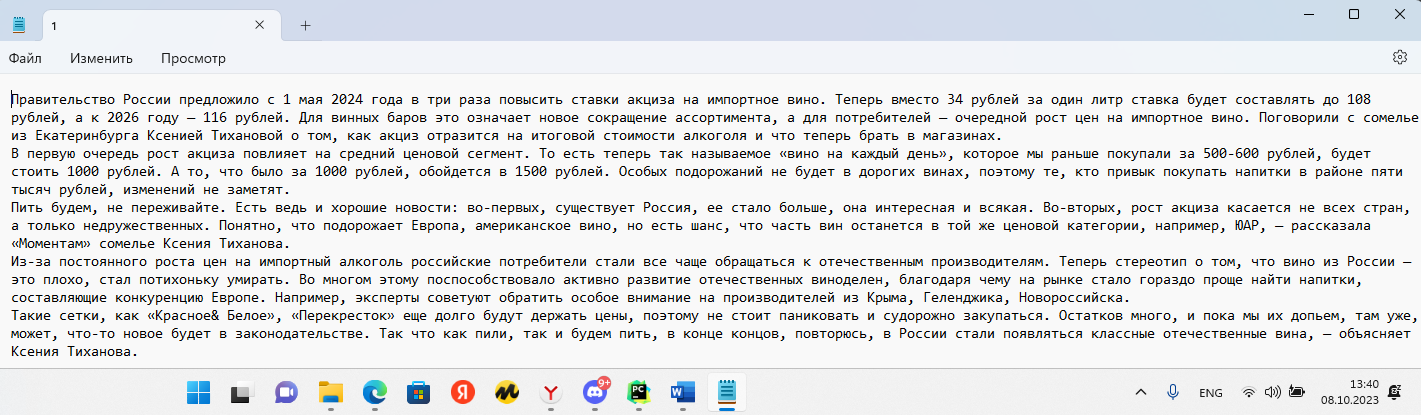 1
Файл Изменить Просмотр
Правительство России предложило с 1 мая 2024 года в три раза повысить ставки акциза на импортное вино. Теперь вместо 34 рублей за один литр ставка будет составлять до 108
рублей, а к 2026 году — 116 рублей. Для винных баров это означает новое сокращение ассортимента, а для потребителей — очередной рост цен на импортное вино. Поговорили с сомелье
из Екатеринбурга Ксенией Тихановой о том, как акциз отразится на итоговой стоимости алкоголя и что теперь брать в магазинах.
В первую очередь рост акциза повлияет на средний ценовой сегмент. То есть теперь так называемое «вино на каждый день», которое мы раньше покупали за 500-600 рублей, будет
стоить 1000 рублей. А то, что было за 1000 рублей, обойдется в 1500 рублей. Особых подорожаний не будет в дорогих винах, поэтому те, кто привык покупать напитки в районе пяти
тысяч рублей, изменений не заметят.
Пить будем, не переживайте. Есть ведь и хорошие новости: во-первых, существует Россия, ее стало больше, она интересная и всякая. Во-вторых, рост акциза касается не всех стран,
а только недружественных. Понятно, что подорожает Европа, американское вино, но есть шанс, что часть вин останется в той же ценовой категории, например, ЮАР, — рассказала
«Моментам» сомелье Ксения Тиханова.
Из-за постоянного роста цен на импортный алкоголь российские потребители стали все чаще обращаться к отечественным производителям. Теперь стереотип о том, что вино из России —
это плохо, стал потихоньку умирать. Во многом этому поспособствовало активно развитие отечественных виноделен, благодаря чему на рынке стало гораздо проще найти напитки,
составляющие конкуренцию Европе. Например, эксперты советуют обратить особое внимание на производителей из Крыма, Геленджика, Новороссийска.
Такие сетки, как «Красное& Белое», «Перекресток» еще долго будут держать цены, поэтому не стоит паниковать и судорожно закупаться. Остатков много, и пока мы их допьем, там уже,
может, что-то новое будет в законодательстве. Так что как пили, так и будем пить, в конце концов, повторюсь, в России стали появляться классные отечественные вина, — объясняет
Ксения Тиханова.
Я Y 9+ PC W ENG 13:40
08.10.2023